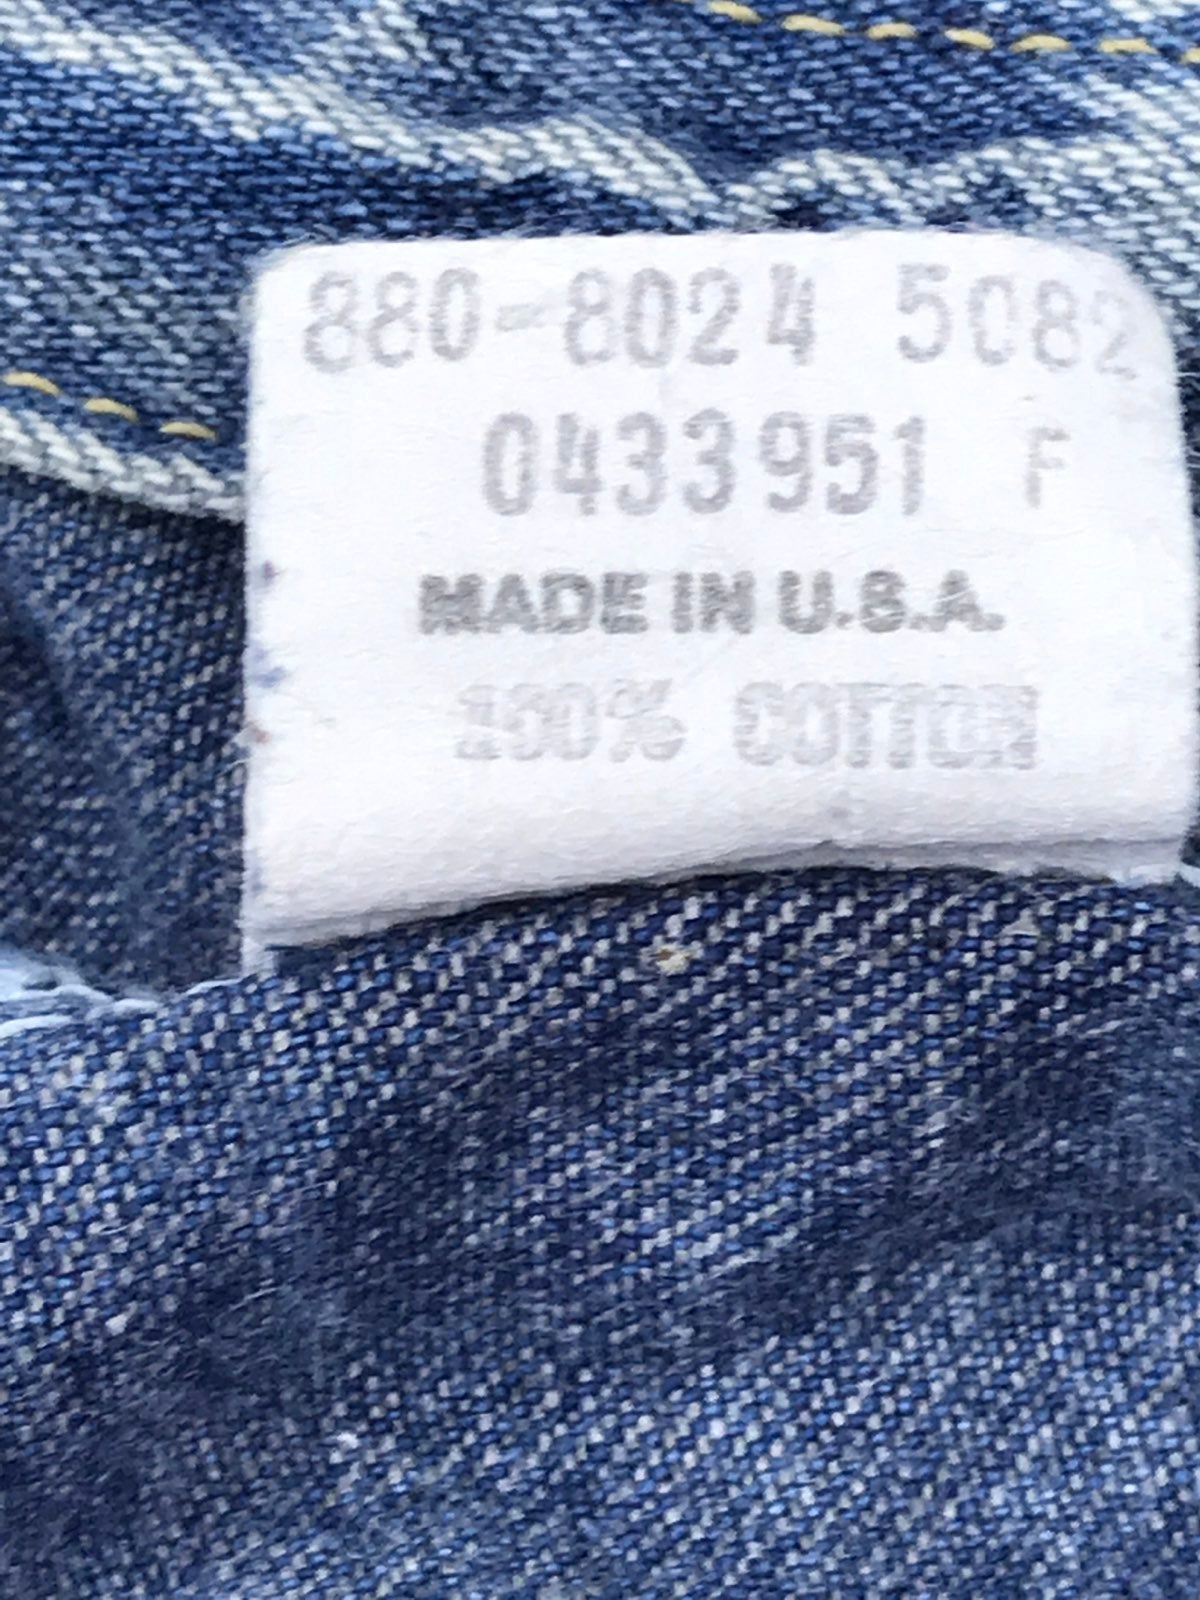 880-8024 5082
0433951 F
MADE IN U.S.A.
100% COTTON